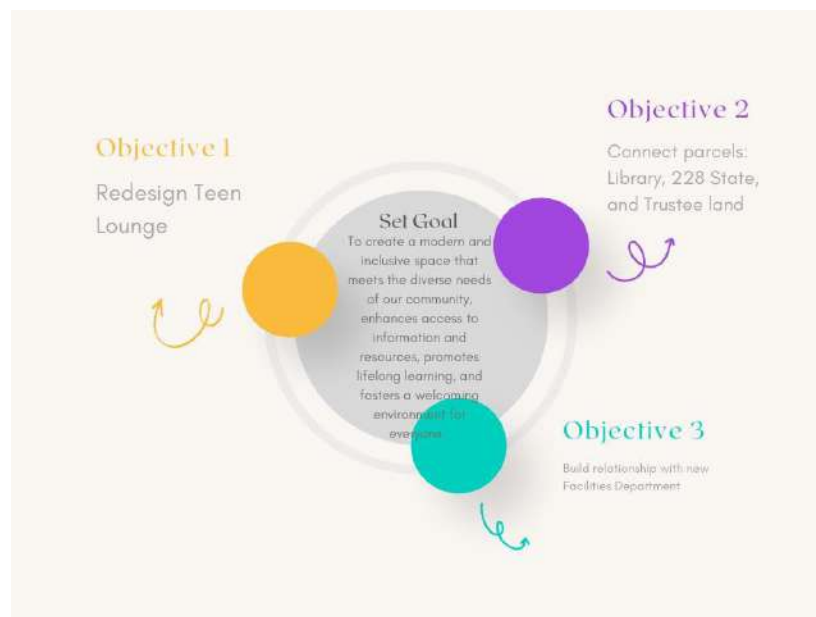 Objective 1
Redesign Teen
Lounge
Objective 2
Connect parcels:
Library, 228 State,
and Trustee land
Set Goal
To create a modern and
inclusive space that
meets the diverse needs
of our community,
enhances access to
information and
resources, promotes
lifelong learning, and
fosters a welcoming
environment for
everyone
Objective 3
Build relationship with new
Facilities Department